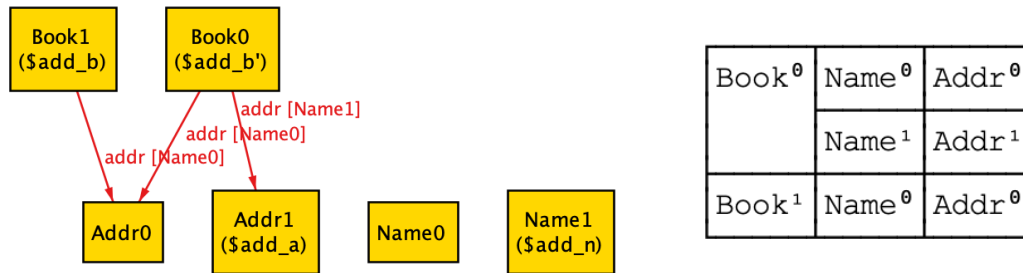 Book1
($add_b)
Book0
($add_b')
addr [Name1]
addr [Name0]
addr [Name0]
Addr0
Addr1
($add_a)
Name0
Name1
($add_n)
Book⁰ Name⁰ Addr⁰
Name¹ Addr¹
Book¹ Name⁰ Addr⁰